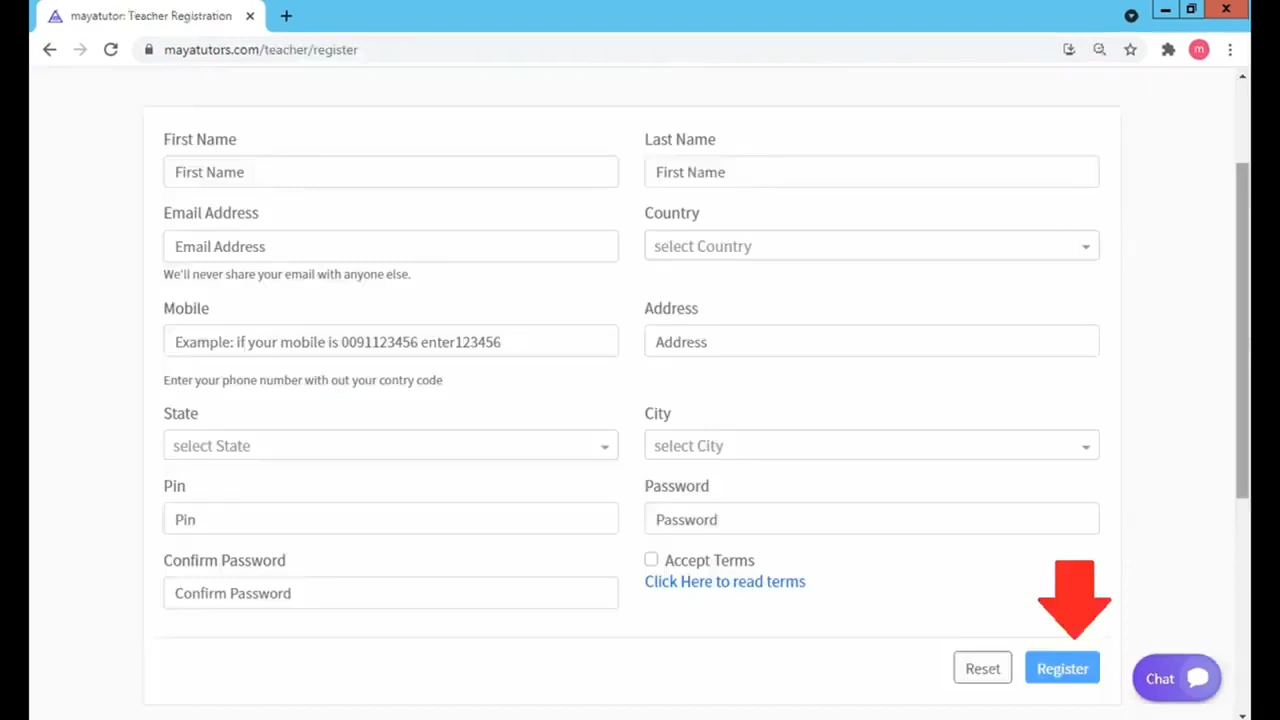 mayatutor: Teacher Registration
mayatutors.com/teacher/register
m
First Name
Last Name
First Name
First Name
Email Address
Country
Email Address
select Country
We'll never share your email with anyone else.
Mobile
Address
Example: if your mobile is 0091123456 enter123456
Address
Enter your phone number with out your contry code
State
City
select State
select City
Pin
Password
Pin
Password
Confirm Password
Accept Terms
Click Here to read terms
Confirm Password
Reset
Register
Chat